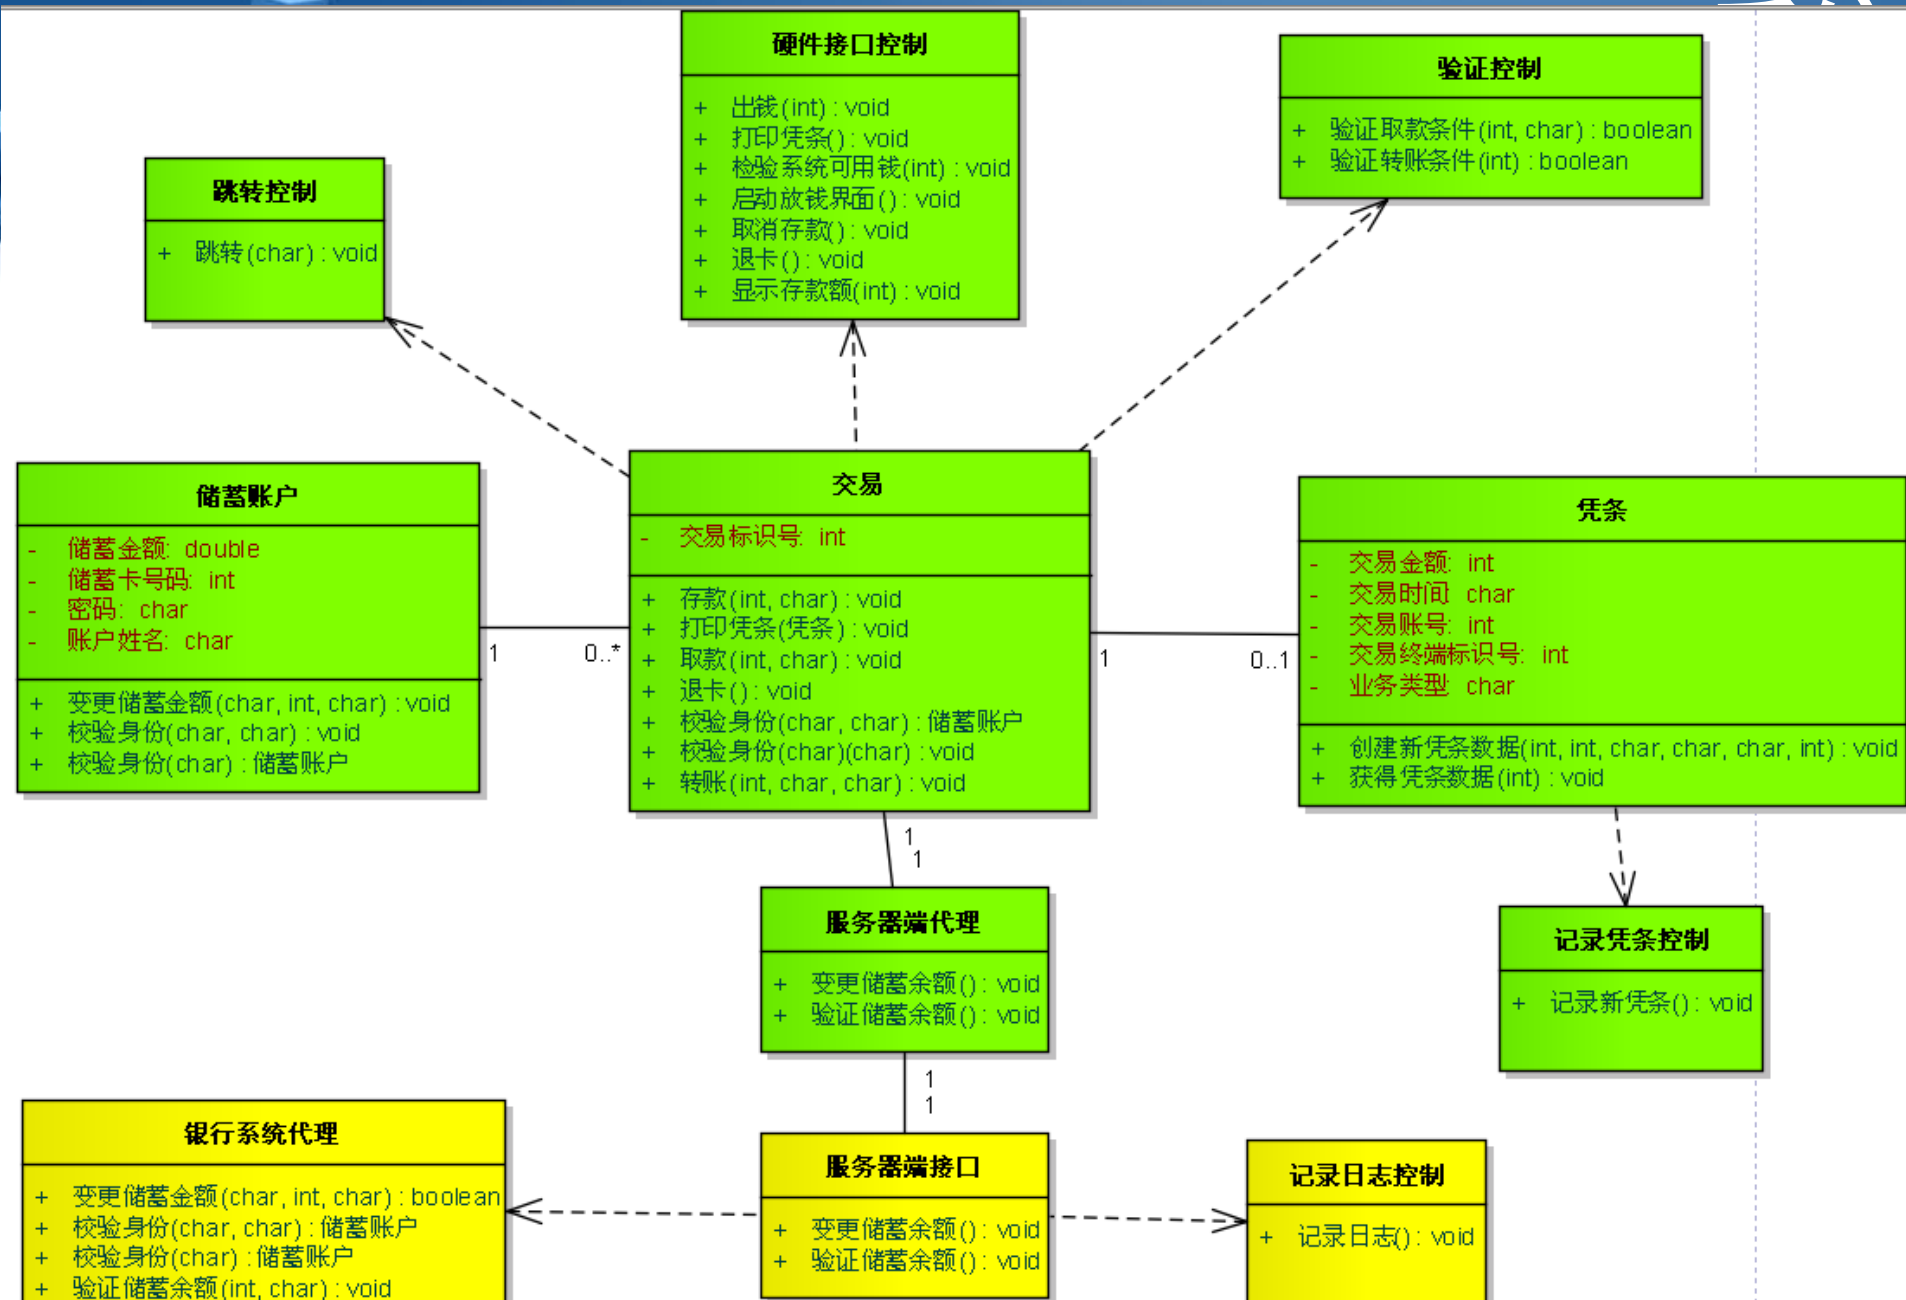 硬件接口控制
+ 出钱(int) : void
+ 打印凭条() : void
+ 检验系统可用钱(int) : void
+ 启动放钱界面() : void
+ 取消存款() : void
+ 退卡() : void
+ 显示存款额(int) : void
验证控制
+ 验证取款条件(int, char) : boolean
+ 验证转账条件(int) : boolean
跳转控制
+ 跳转(char) : void
储蓄账户
- 储蓄金额: double
- 储蓄卡号码: int
- 密码: char
- 账户姓名: char
+ 变更储蓄金额(char, int, char) : void
+ 校验身份(char, char) : void
+ 校验身份(char) : 储蓄账户
1
0..*
交易
- 交易标识号: int
+ 存款(int, char) : void
+ 打印凭条(凭条) : void
+ 取款(int, char) : void
+ 退卡() : void
+ 校验身份(char, char) : 储蓄账户
+ 校验身份(char)(char) : void
+ 转账(int, char, char) : void
1
0..1
凭条
- 交易金额: int
- 交易时间: char
- 交易账号: int
- 交易终端标识号: int
- 业务类型: char
+ 创建新凭条数据(int, int, char, char, char, int) : void
+ 获得凭条数据(int) : void
1
1
服务器端代理
+ 变更储蓄余额() : void
+ 验证储蓄余额() : void
记录凭条控制
+ 记录新凭条() : void
1
1
银行系统代理
+ 变更储蓄金额(char, int, char) : boolean
+ 校验身份(char, char) : 储蓄账户
+ 校验身份(char) : 储蓄账户
+ 验证储蓄余额(int, char) : void
服务器端接口
+ 变更储蓄余额() : void
+ 验证储蓄余额() : void
记录日志控制
+ 记录日志() : void